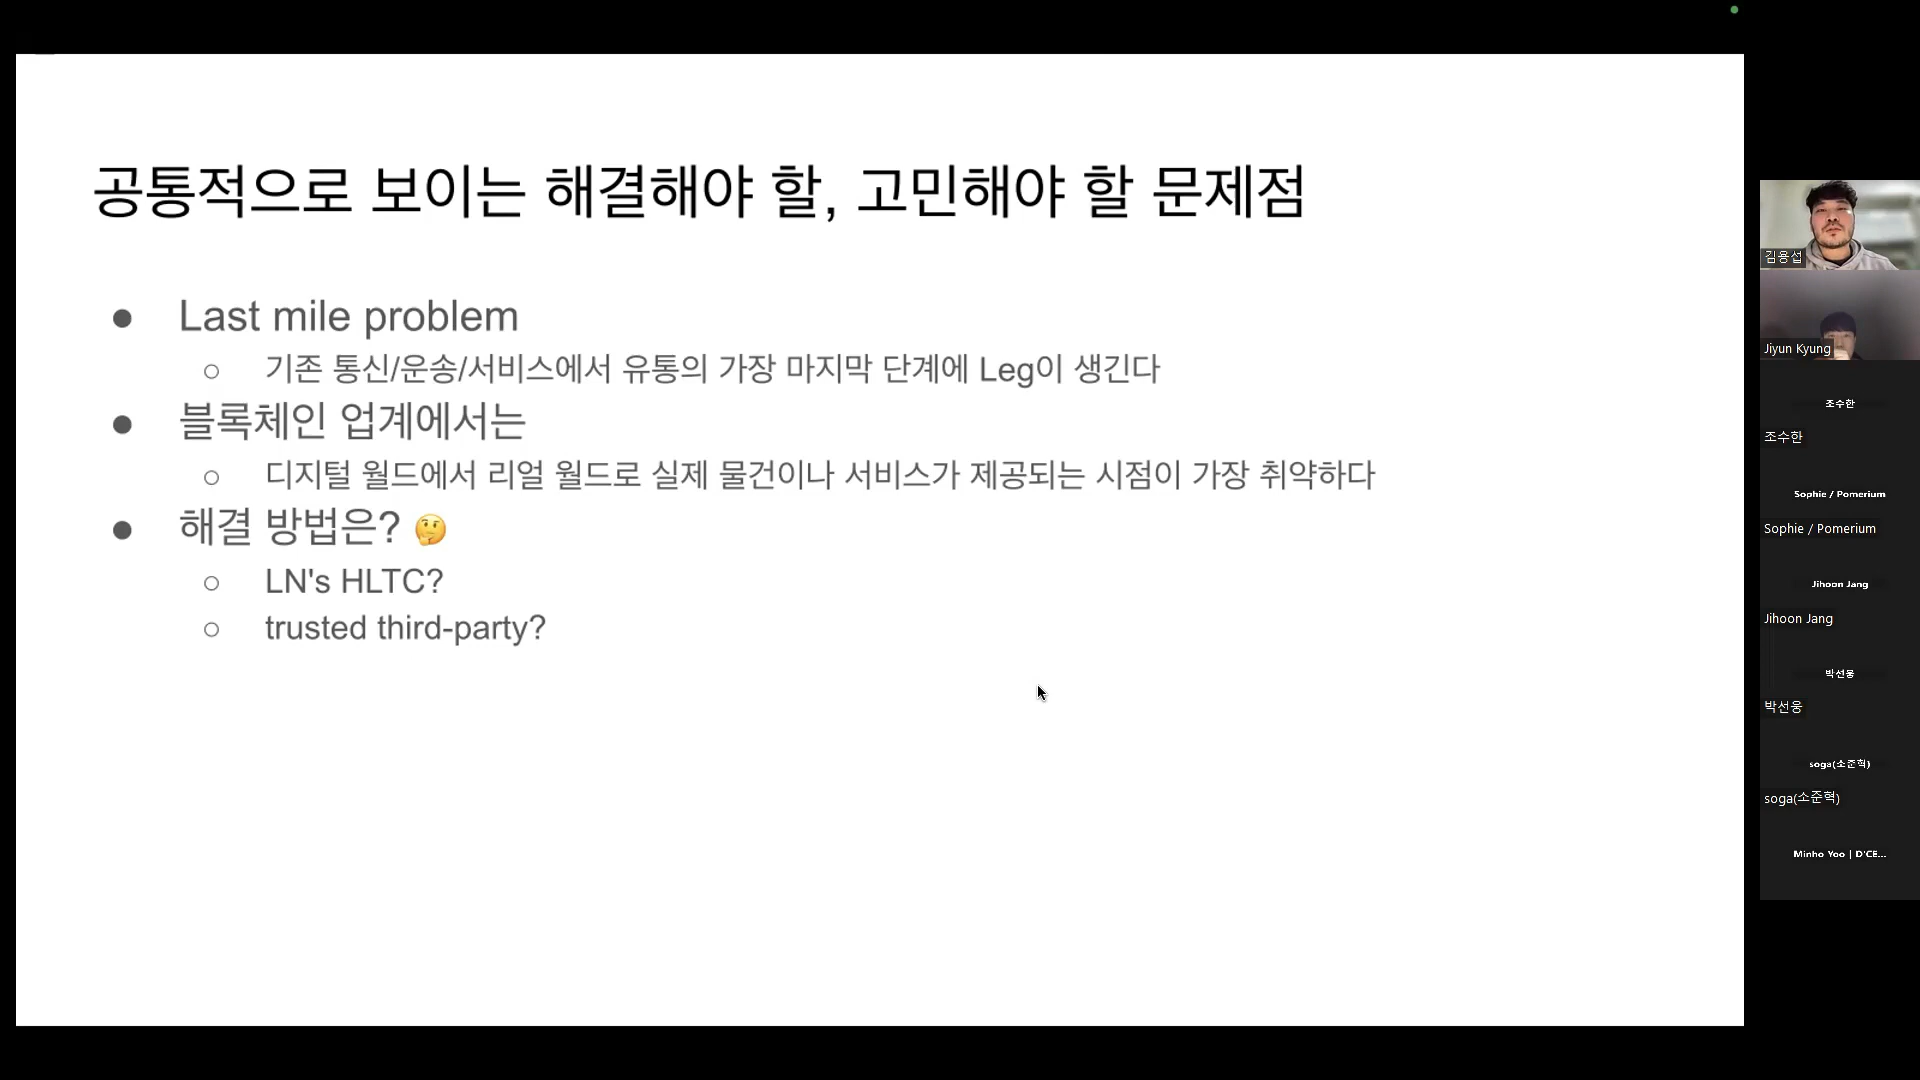 공통적으로 보이는 해결해야 할, 고민해야 할 문제점
● Last mile problem
○ 기존 통신/운송/서비스에서 유통의 가장 마지막 단계에 Leg이 생긴다
● 블록체인 업계에서는
○ 디지털 월드에서 리얼 월드로 실제 물건이나 서비스가 제공되는 시점이 가장 취약하다
● 해결 방법은? 🤔
○ LN's HLTC?
○ trusted third-party?
김용섭
Jiyun Kyung
조수한
조수한
Sophie / Pomerium
Sophie / Pomerium
Jihoon Jang
Jihoon Jang
박선웅
박선웅
soga(소준혁)
soga(소준혁)
Minho Yoo | D'CE...